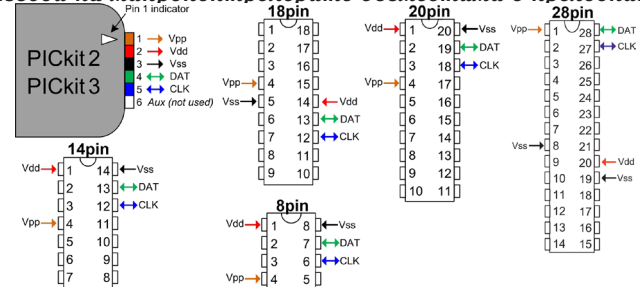 Pin 1 indicator
PICkit 2
PICkit 3
1 Vpp
2 Vdd
3 Vss
4 DAT
5 CLK
6 Aux (not used)
18pin
1 18
2 17
3 16
Vpp 4 15
Vss 5 14 Vdd
6 13 DAT
7 12 CLK
8 11
9 10
20pin
Vdd 1 20 Vss
2 19 DAT
3 18 CLK
Vpp 4 17
5 16
6 15
7 14
8 13
9 12
10 11
28pin
Vpp 1 28 DAT
2 27 CLK
3 26
4 25
5 24
6 23
7 22
Vss 8 21
9 20 Vdd
10 19 Vss
11 18
12 17
13 16
14 15
14pin
Vdd 1 14 Vss
2 13 DAT
3 12 CLK
Vpp 4 11
5 10
6 9
7 8
8pin
Vdd 1 8 Vss
2 7 DAT
3 6 CLK
Vpp 4 5